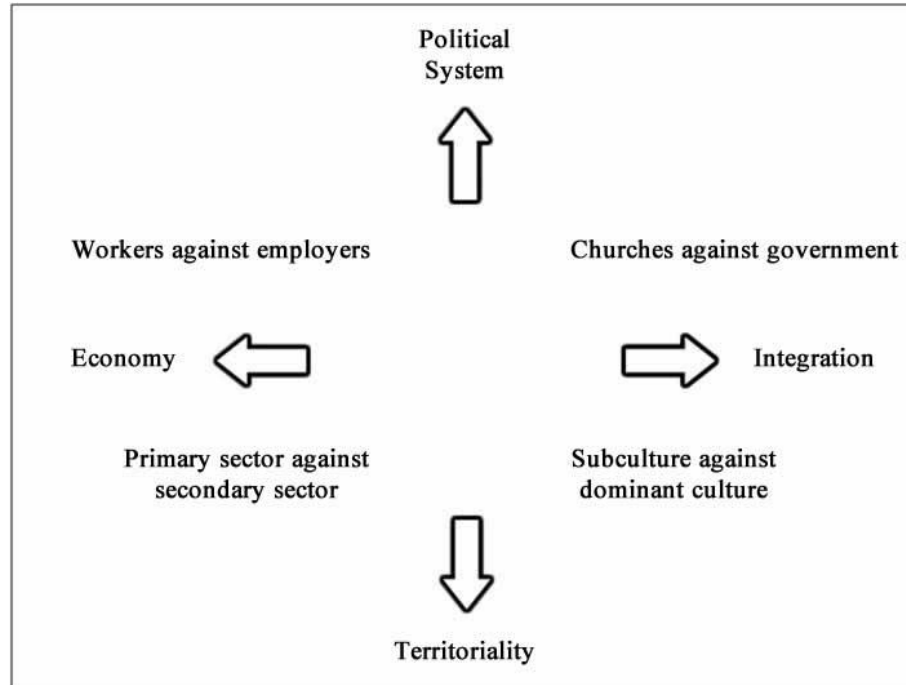 Political
System
Workers against employers
Churches against government
Economy
Integration
Primary sector against
secondary sector
Subculture against
dominant culture
Territoriality